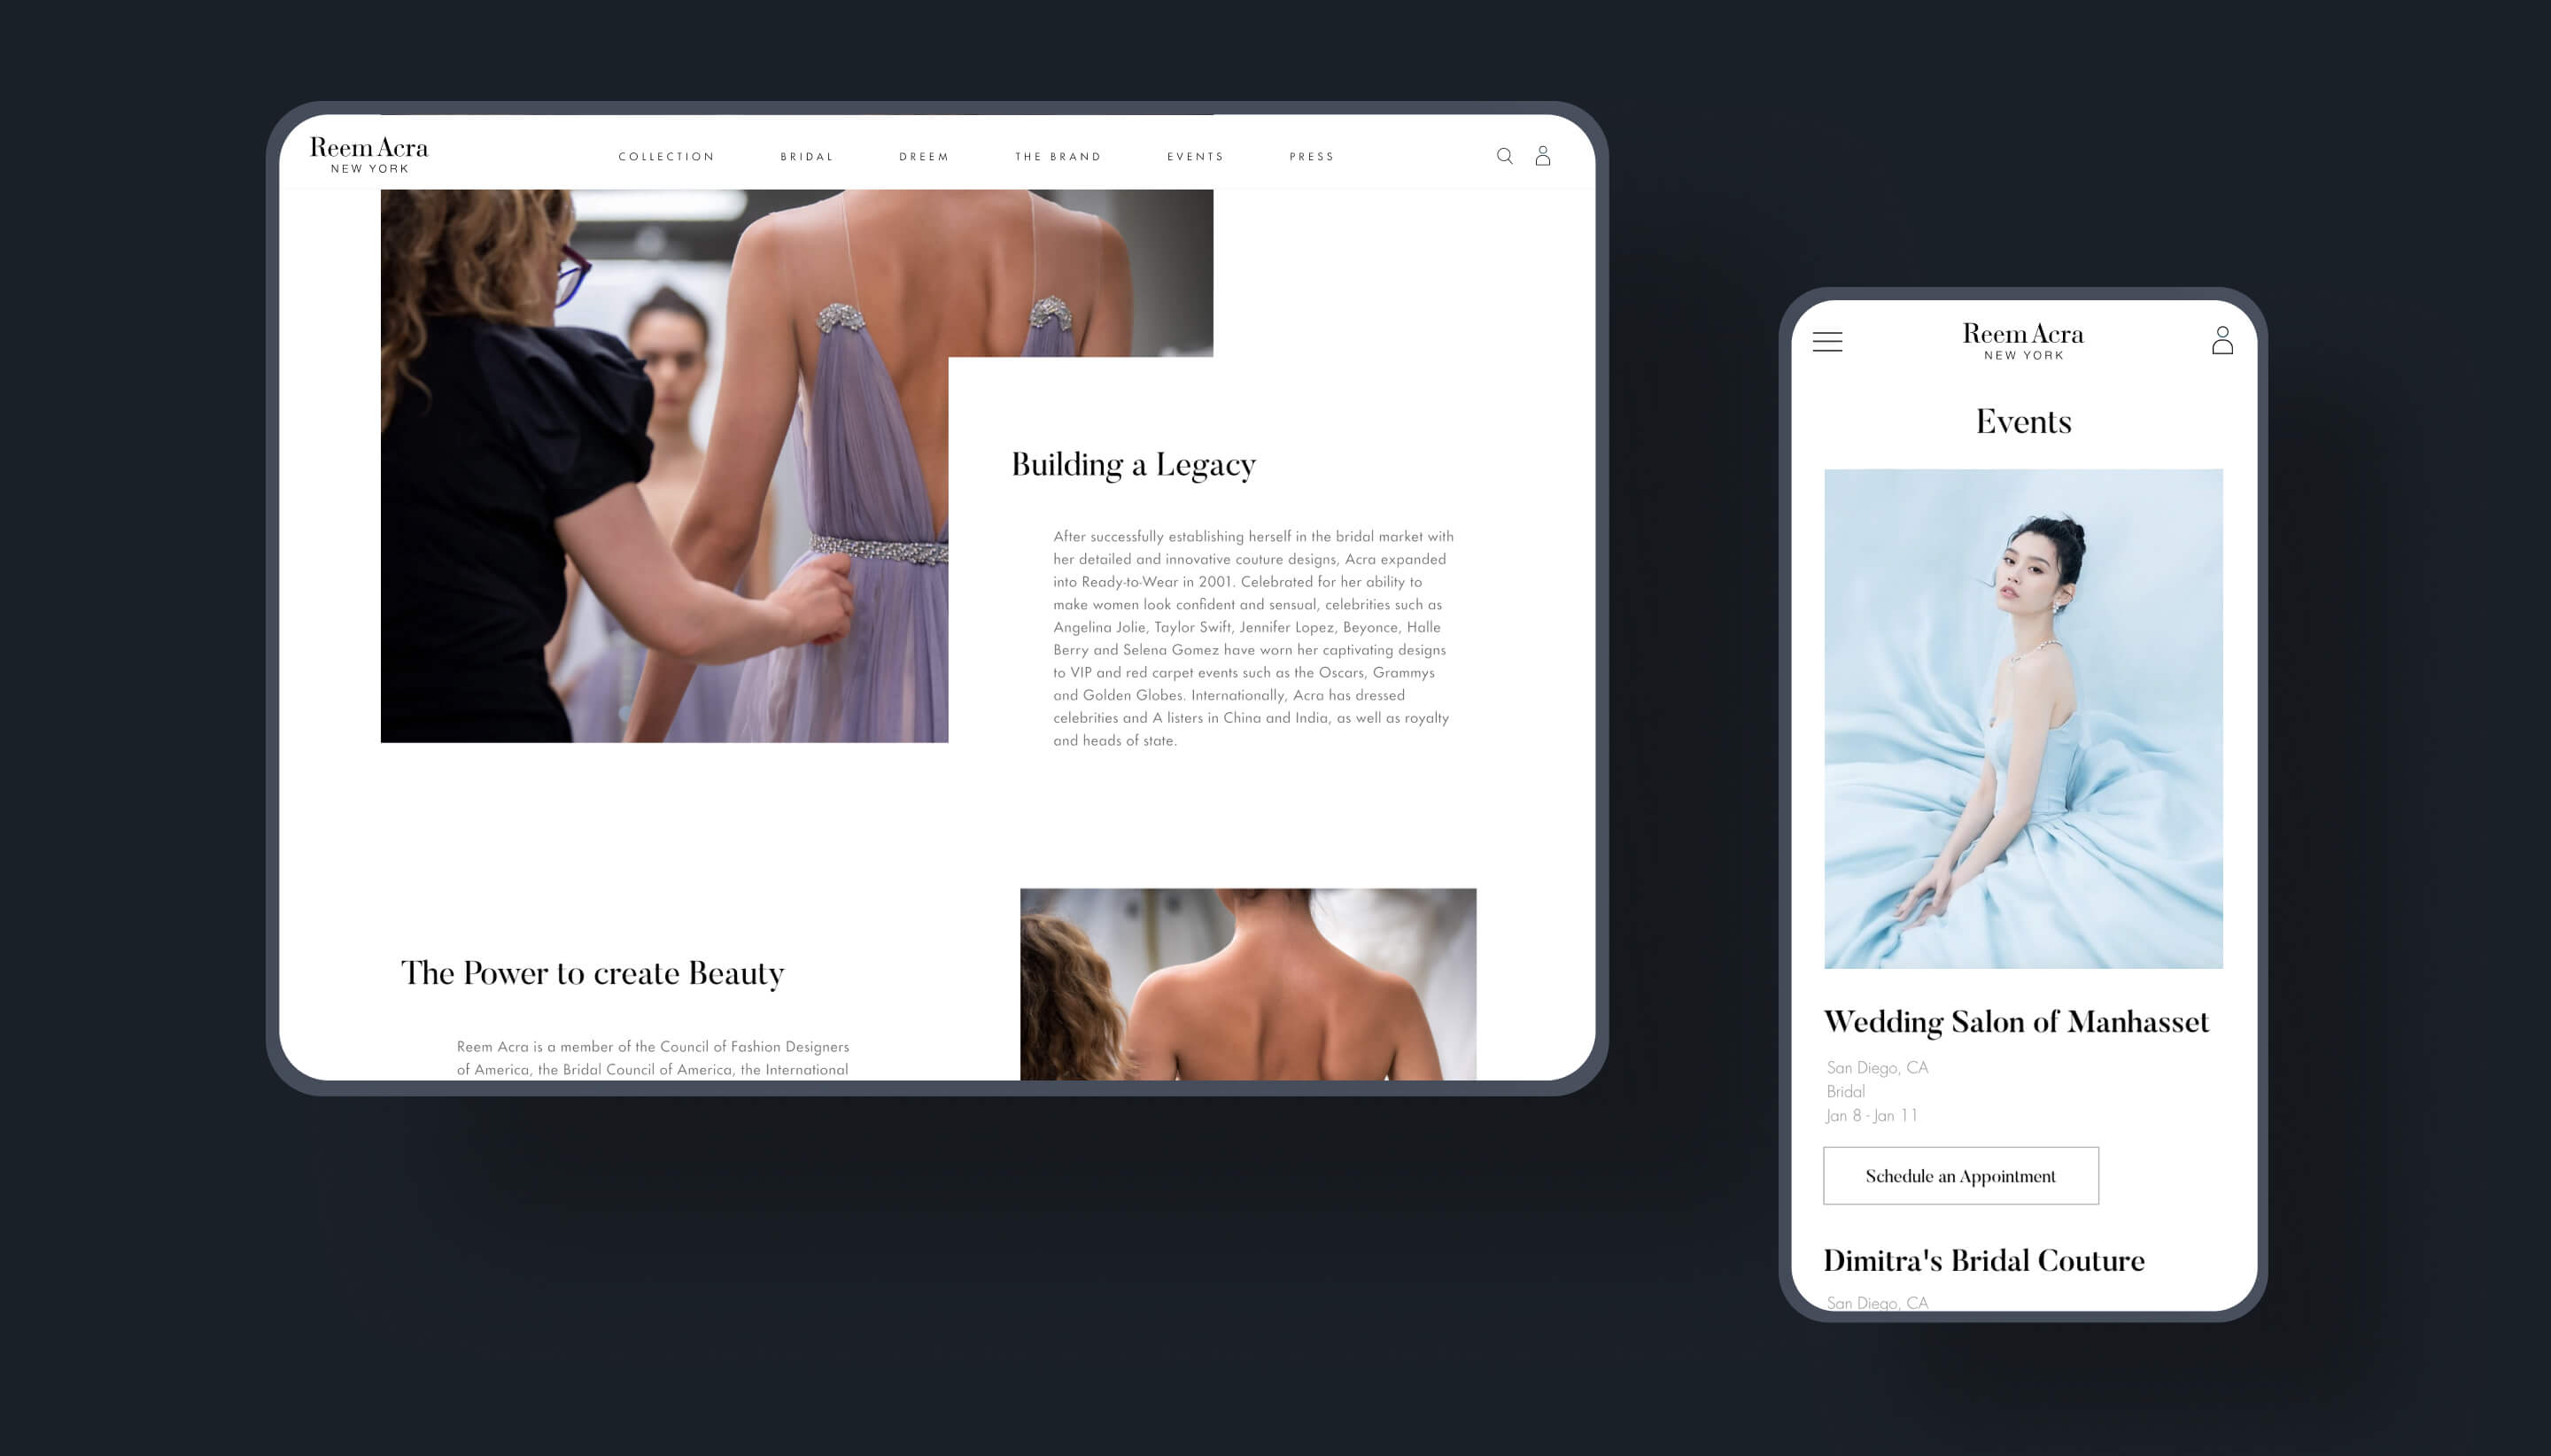 Reem Acra
NEW YORK
COLLECTION BRIDAL DREEM THE BRAND EVENTS PRESS
Building a Legacy
After successfully establishing herself in the bridal market with
her detailed and innovative couture designs, Acra expanded
into Ready-to-Wear in 2001. Celebrated for her ability to
make women look confident and sensual, celebrities such as
Angelina Jolie, Taylor Swift, Jennifer Lopez, Beyonce, Halle
Berry and Selena Gomez have worn her captivating designs
to VIP and red carpet events such as the Oscars, Grammys
and Golden Globes. Internationally, Acra has dressed
celebrities and A listers in China and India, as well as royalty
and heads of state.
The Power to create Beauty
Reem Acra is a member of the Council of Fashion Designers
of America, the Bridal Council of America, the International
Reem Acra
NEW YORK
Events
Wedding Salon of Manhasset
San Diego, CA
Bridal
Jan 8 - Jan 11
Schedule an Appointment
Dimitra's Bridal Couture
San Diego, CA